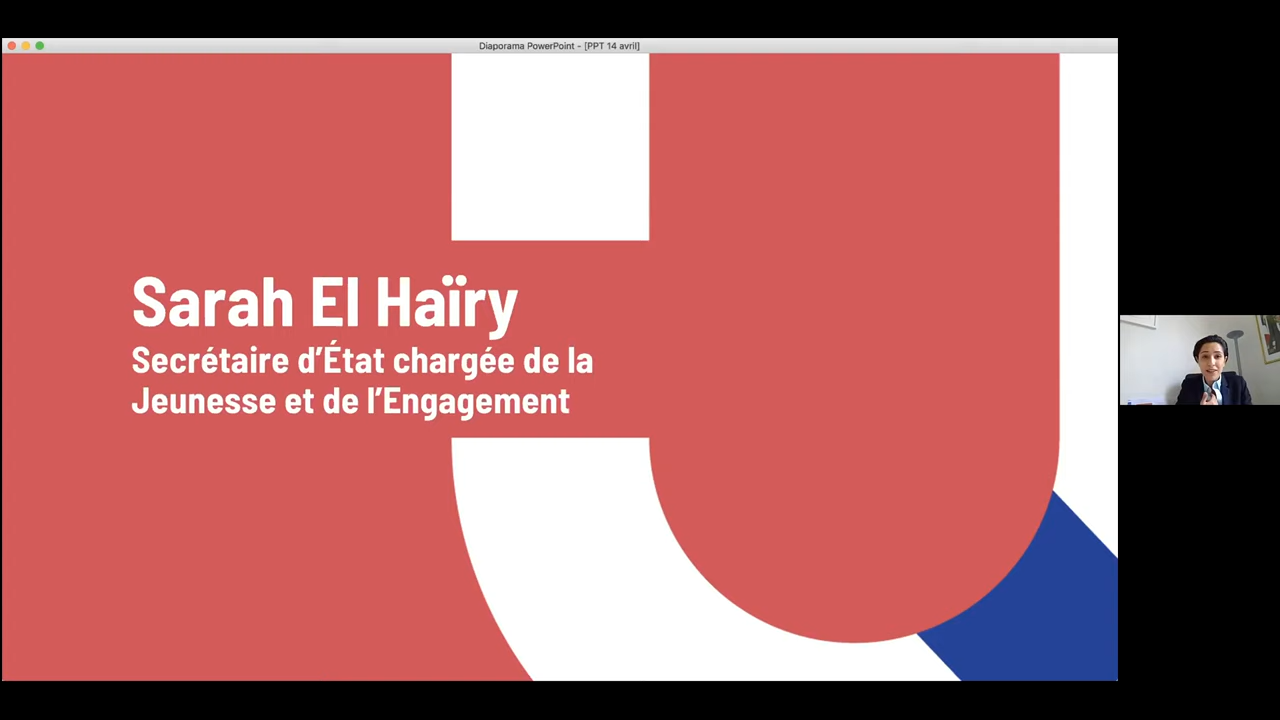 Diaporama PowerPoint - [PPT 14 avril]
Sarah El Haïry
Secrétaire d’État chargée de la
Jeunesse et de l’Engagement